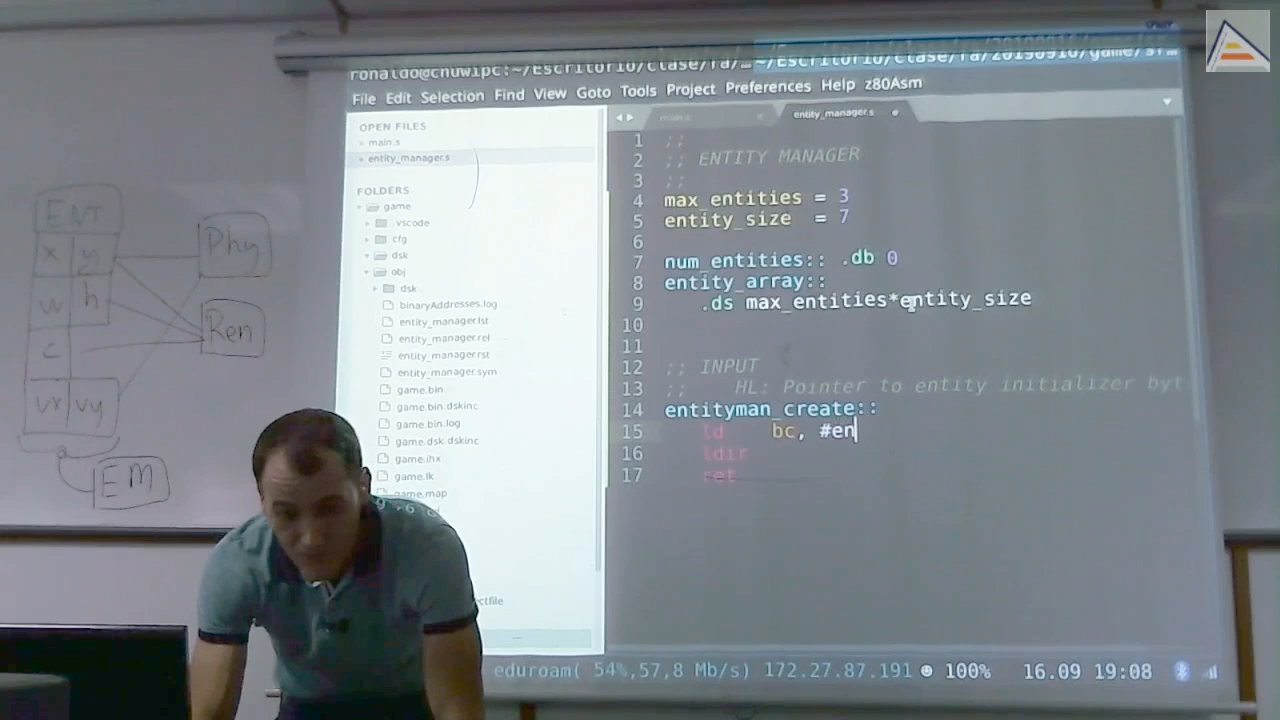 ronaldo@cnuwipc:~/Escritorio/clase/fa/… ~/Escritorio/clase/fa/20190916/game/sr…
File Edit Selection Find View Goto Tools Project Preferences Help z80Asm
OPEN FILES
main.s
entity_manager.s
FOLDERS
game
.vscode
cfg
dsk
obj
dsk
binaryAddresses.log
entity_manager.lst
entity_manager.rel
entity_manager.rst
entity_manager.sym
game.bin
game.bin.dskinc
game.bin.log
game.dsk.dskinc
game.ihx
game.lk
game.map
main.s
entity_manager.s
1 ;;
2 ;; ENTITY MANAGER
3 ;;
4 max_entities = 3
5 entity_size = 7
6
7 num_entities:: .db 0
8 entity_array::
9 .ds max_entities*entity_size
10
11
12 ;; INPUT
13 ;; HL: Pointer to entity initializer byt
14 entityman_create::
15 ld bc, #en
16 ldir
17 ret
eduroam( 54%,57,8 Mb/s) 172.27.87.191 ☻ 100% 16.09 19:08
ENT
x y
w h
c
vx vy
EM
Phy
Ren